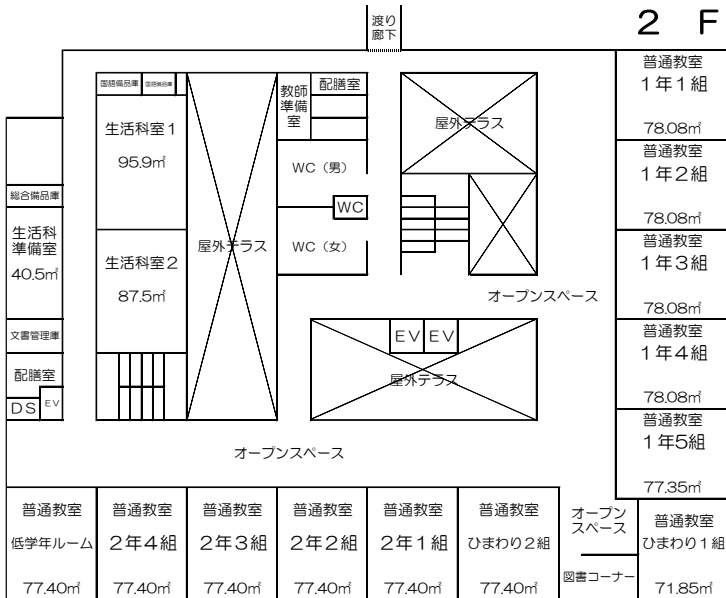 ２　Ｆ
渡り
廊下
普通教室
１年１組
78.08㎡
普通教室
１年２組
78.08㎡
普通教室
１年３組
78.08㎡
普通教室
１年４組
78.08㎡
普通教室
１年５組
77.35㎡
国語備品庫
生活科室１
95.9㎡
生活科室２
87.5㎡
屋外テラス
教師
準備
室
配膳室
WC（男）
WC
WC（女）
屋外テラス
オープンスペース
EV
EV
屋外テラス
総合備品庫
生活科
準備室
40.5㎡
文書管理庫
配膳室
DS
EV
オープンスペース
普通教室
低学年ルーム
77.40㎡
普通教室
２年４組
77.40㎡
普通教室
２年３組
77.40㎡
普通教室
２年２組
77.40㎡
普通教室
２年１組
77.40㎡
普通教室
ひまわり２組
77.40㎡
オープン
スペース
図書コーナー
普通教室
ひまわり１組
71.85㎡